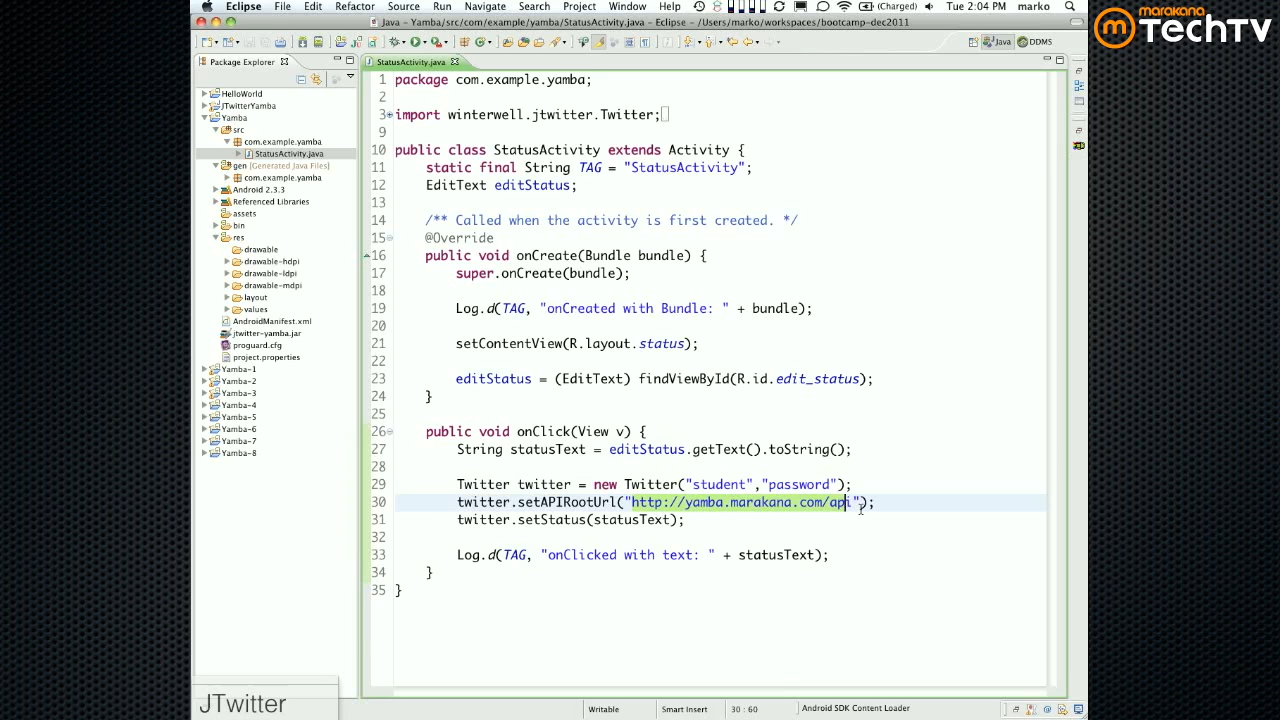 Eclipse File Edit Refactor Source Run Navigate Search Project Window Help (Charged) Tue 2:04 PM marko
Java - Yamba/src/com/example/yamba/StatusActivity.java - Eclipse - /Users/marko/workspaces/bootcamp-dec2011
marakana
TechTV
Java DDMS
Package Explorer
StatusActivity.java
HelloWorld
JTwitterYamba
Yamba
src
com.example.yamba
StatusActivity.java
gen [Generated Java Files]
com.example.yamba
Android 2.3.3
Referenced Libraries
assets
bin
res
drawable
drawable-hdpi
drawable-ldpi
drawable-mdpi
layout
values
AndroidManifest.xml
jtwitter-yamba.jar
proguard.cfg
project.properties
Yamba-1
Yamba-2
Yamba-3
Yamba-4
Yamba-5
Yamba-6
Yamba-7
Yamba-8
1 package com.example.yamba;
2
3 import winterwell.jtwitter.Twitter;
9
10 public class StatusActivity extends Activity {
11 static final String TAG = "StatusActivity";
12 EditText editStatus;
13
14 /** Called when the activity is first created. */
15 @Override
16 public void onCreate(Bundle bundle) {
17 super.onCreate(bundle);
18
19 Log.d(TAG, "onCreated with Bundle: " + bundle);
20
21 setContentView(R.layout.status);
22
23 editStatus = (EditText) findViewById(R.id.edit_status);
24 }
25
26 public void onClick(View v) {
27 String statusText = editStatus.getText().toString();
28
29 Twitter twitter = new Twitter("student","password");
30 twitter.setAPIRootUrl("http://yamba.marakana.com/api");
31 twitter.setStatus(statusText);
32
33 Log.d(TAG, "onClicked with text: " + statusText);
34 }
35 }
JTwitter
Writable Smart Insert 30 : 60 Android SDK Content Loader